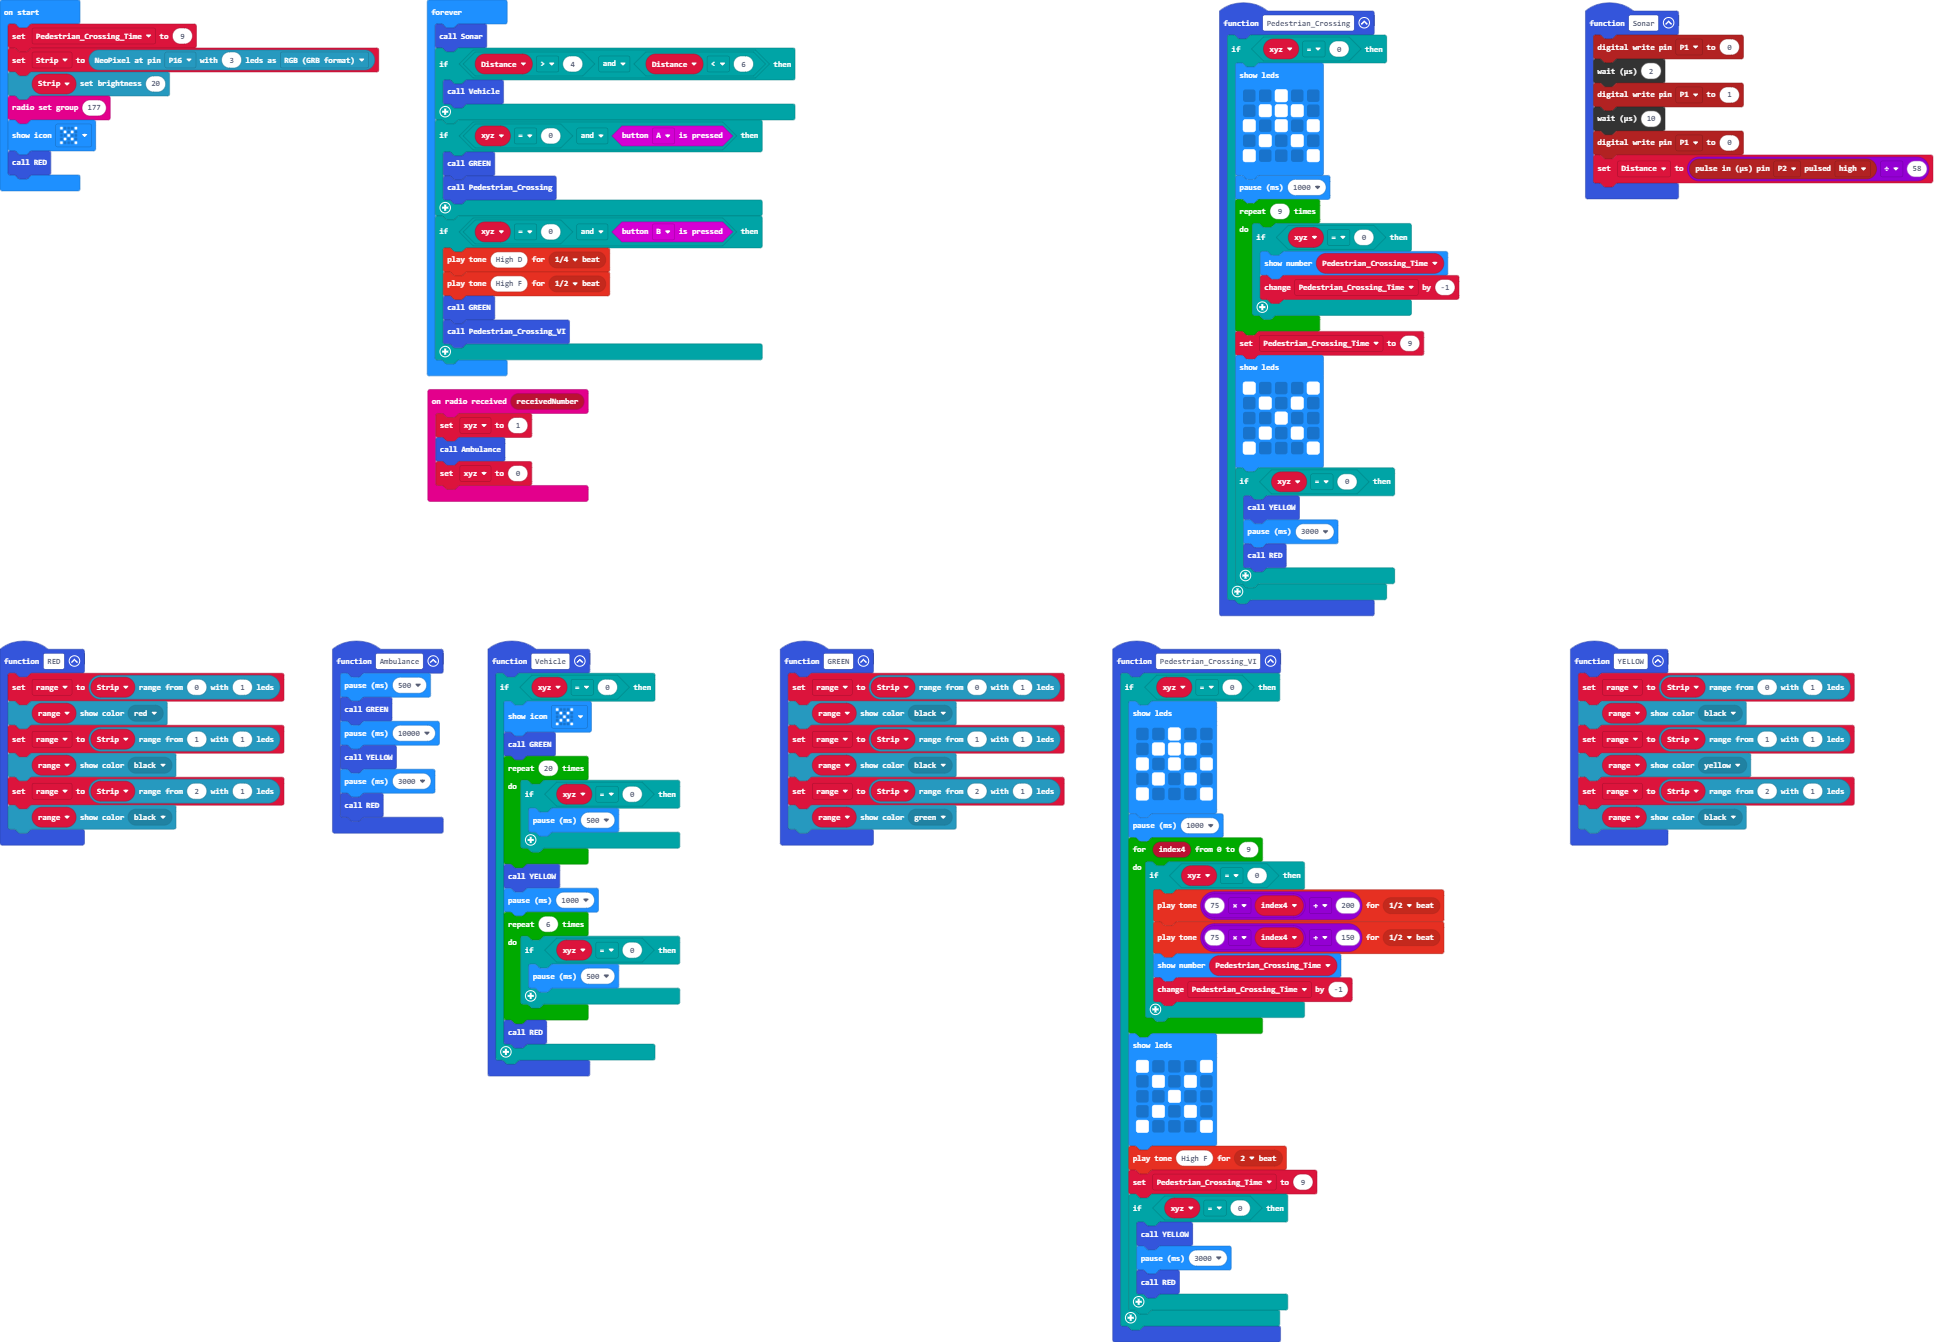 on start
set Pedestrian_Crossing_Time to 9
set Strip to NeoPixel at pin P16 with 3 leds as RGB (GRB format)
Strip set brightness 20
radio set group 177
show icon
call RED
forever
call Sonar
if Distance > 4 and Distance < 6 then
call Vehicle
if xyz = 0 and button A is pressed then
call GREEN
call Pedestrian_Crossing
if xyz = 0 and button B is pressed then
play tone High D for 1/4 beat
play tone High F for 1/2 beat
call GREEN
call Pedestrian_Crossing_VI
on radio received receivedNumber
set xyz to 1
call Ambulance
set xyz to 0
function Pedestrian_Crossing
if xyz = 0 then
show leds
pause (ms) 1000
repeat 9 times
do if xyz = 0 then
show number Pedestrian_Crossing_Time
change Pedestrian_Crossing_Time by -1
set Pedestrian_Crossing_Time to 9
show leds
if xyz = 0 then
call YELLOW
pause (ms) 3000
call RED
function Sonar
digital write pin P1 to 0
wait (µs) 2
digital write pin P1 to 1
wait (µs) 10
digital write pin P1 to 0
set Distance to pulse in (µs) pin P2 pulsed high ÷ 58
function RED
set range to Strip range from 0 with 1 leds
range show color red
set range to Strip range from 1 with 1 leds
range show color black
set range to Strip range from 2 with 1 leds
range show color black
function Ambulance
pause (ms) 500
call GREEN
pause (ms) 10000
call YELLOW
pause (ms) 3000
call RED
function Vehicle
if xyz = 0 then
show icon
call GREEN
repeat 20 times
do if xyz = 0 then
pause (ms) 500
call YELLOW
pause (ms) 1000
repeat 6 times
do if xyz = 0 then
pause (ms) 500
call RED
function GREEN
set range to Strip range from 0 with 1 leds
range show color black
set range to Strip range from 1 with 1 leds
range show color black
set range to Strip range from 2 with 1 leds
range show color green
function Pedestrian_Crossing_VI
if xyz = 0 then
show leds
pause (ms) 1000
for index4 from 0 to 9
do if xyz = 0 then
play tone 75 × index4 + 200 for 1/2 beat
play tone 75 × index4 + 150 for 1/2 beat
show number Pedestrian_Crossing_Time
change Pedestrian_Crossing_Time by -1
show leds
play tone High F for 2 beat
set Pedestrian_Crossing_Time to 9
if xyz = 0 then
call YELLOW
pause (ms) 3000
call RED
function YELLOW
set range to Strip range from 0 with 1 leds
range show color black
set range to Strip range from 1 with 1 leds
range show color yellow
set range to Strip range from 2 with 1 leds
range show color black